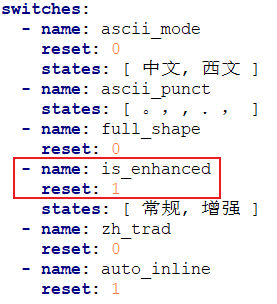 switches:
- name: ascii_mode
reset: 0
states: [ 中文, 西文 ]
- name: ascii_punct
states: [ 。，, ．， ]
- name: full_shape
reset: 0
- name: is_enhanced
reset: 1
states: [ 常规, 增强 ]
- name: zh_trad
reset: 0
- name: auto_inline
reset: 1